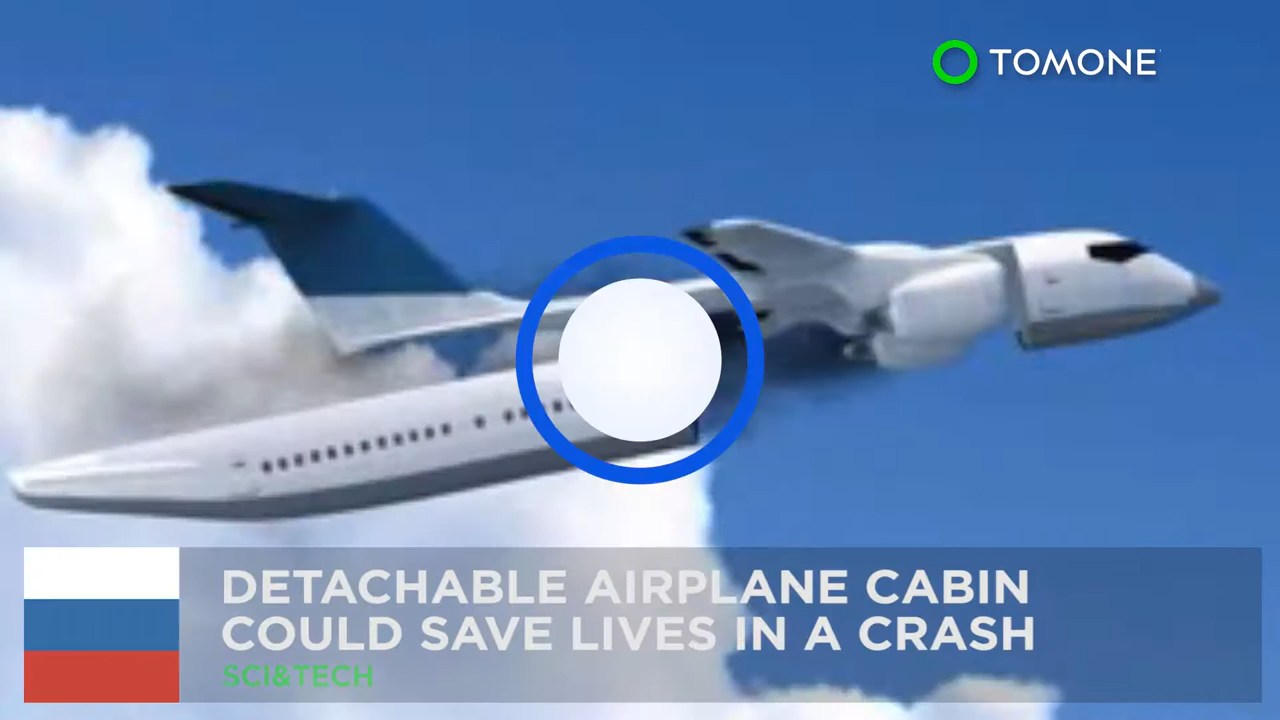 TOMONE
DETACHABLE AIRPLANE CABIN
COULD SAVE LIVES IN A CRASH
SCI&TECH